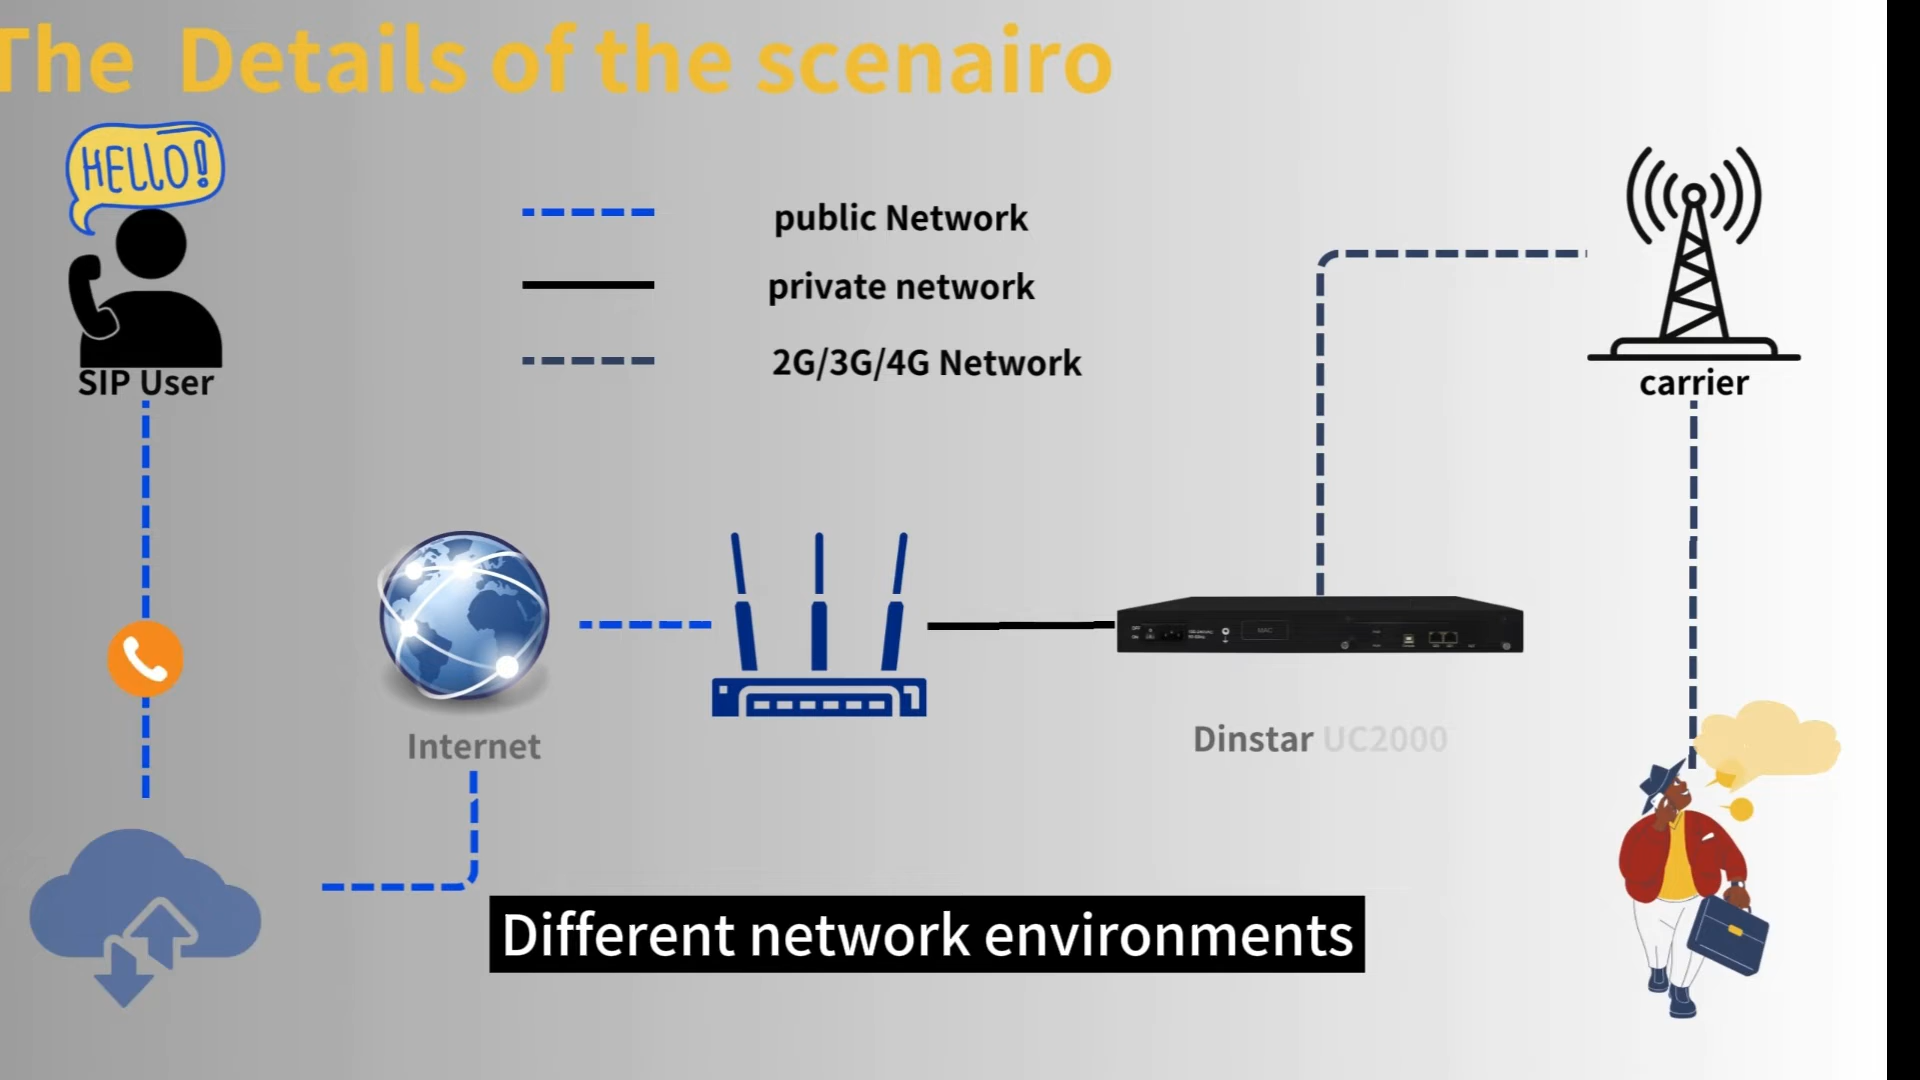 The Details of the scenairo
HELLO!
SIP User
public Network
private network
2G/3G/4G Network
carrier
Internet
Dinstar UC2000
MAC
Different network environments